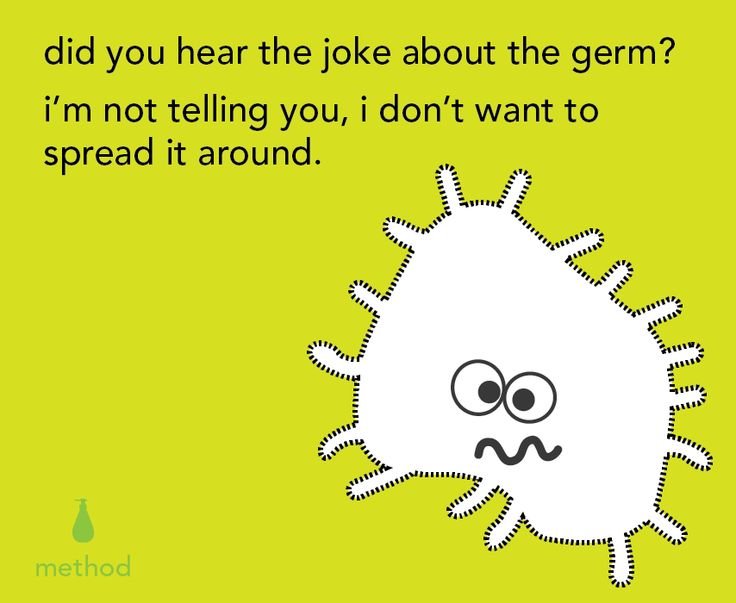 did you hear the joke about the germ?
i’m not telling you, i don’t want to
spread it around.
method